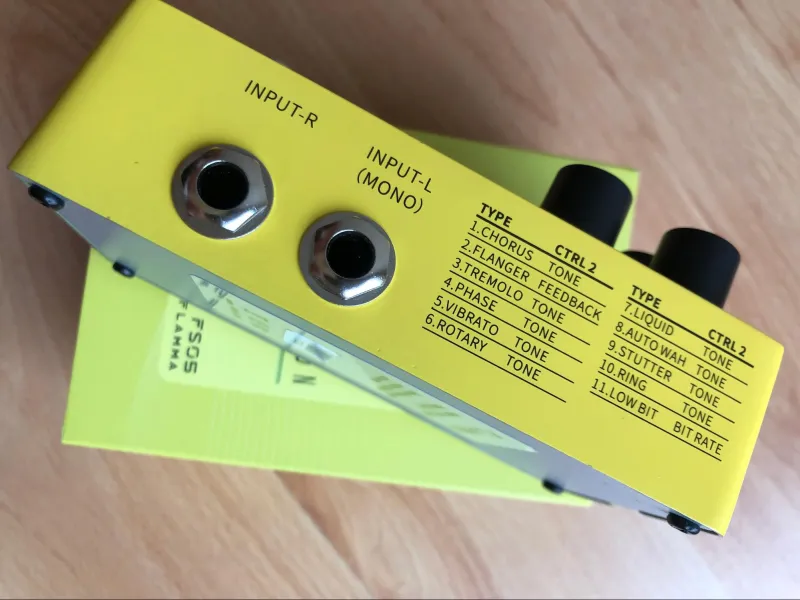 INPUT-R
INPUT-L
(MONO)
TYPE CTRL 2
1.CHORUS TONE
2.FLANGER FEEDBACK
3.TREMOLO TONE
4.PHASE TONE
5.VIBRATO TONE
6.ROTARY TONE
TYPE CTRL 2
7.LIQUID TONE
8.AUTO WAH TONE
9.STUTTER TONE
10.RING TONE
11.LOW BIT BIT RATE
FS05
FLAMMA